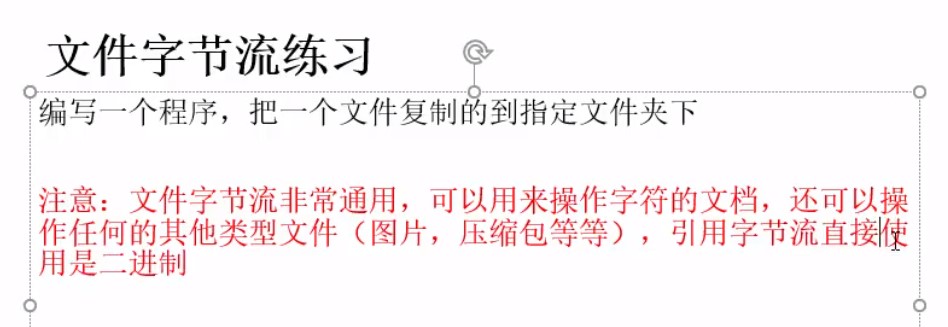 文件字节流练习
编写一个程序，把一个文件复制的到指定文件夹下
注意：文件字节流非常通用，可以用来操作字符的文档，还可以操
作任何的其他类型文件（图片，压缩包等等），引用字节流直接使
用是二进制